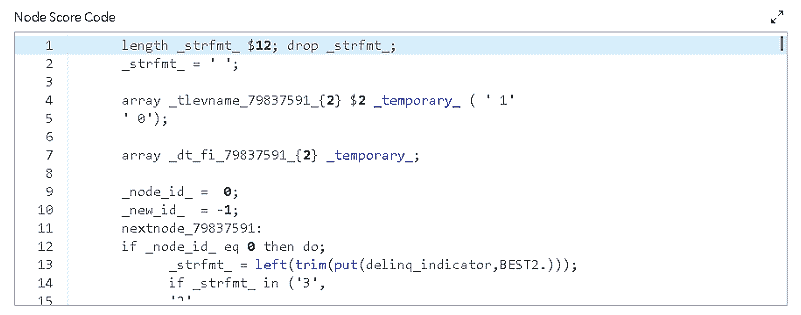 Node Score Code
1 length _strfmt_ $12; drop _strfmt_;
2 _strfmt_ = ' ';
3
4 array _tlevname_79837591_{2} $2 _temporary_ ( ' 1'
5 ' 0');
6
7 array _dt_fi_79837591_{2} _temporary_;
8
9 _node_id_ = 0;
10 _new_id_ = -1;
11 nextnode_79837591:
12 if _node_id_ eq 0 then do;
13 _strfmt_ = left(trim(put(delinq_indicator,BEST2.)));
14 if _strfmt_ in ('3',
15